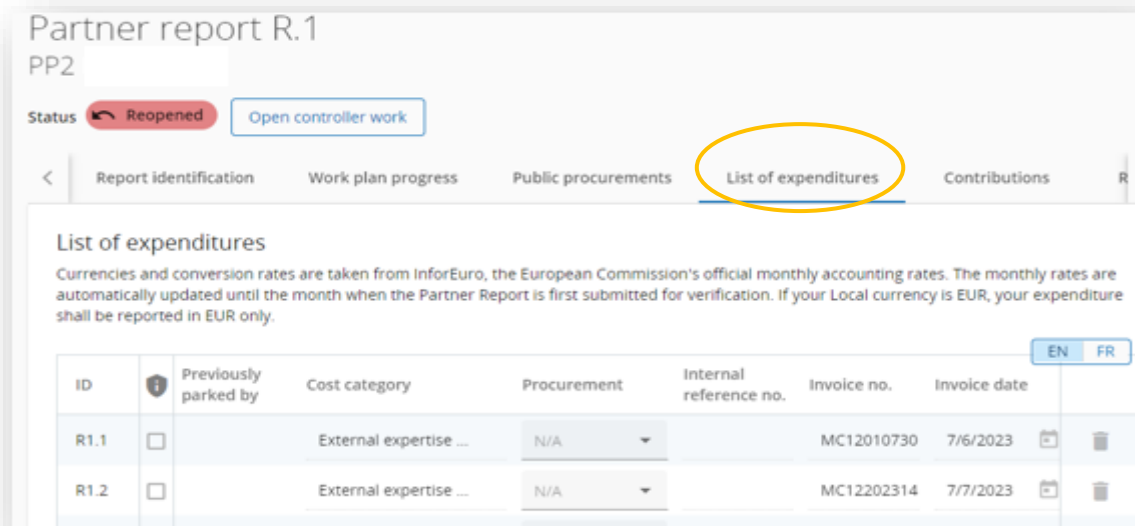 Partner report R.1
PP2
Status Reopened Open controller work
Report identification Work plan progress Public procurements List of expenditures Contributions R
List of expenditures
Currencies and conversion rates are taken from InforEuro, the European Commission's official monthly accounting rates. The monthly rates are
automatically updated until the month when the Partner Report is first submitted for verification. If your Local currency is EUR, your expenditure
shall be reported in EUR only.
EN FR
ID Previously parked by Cost category Procurement Internal reference no. Invoice no. Invoice date
R1.1 External expertise ... N/A MC12010730 7/6/2023
R1.2 External expertise ... N/A MC12202314 7/7/2023